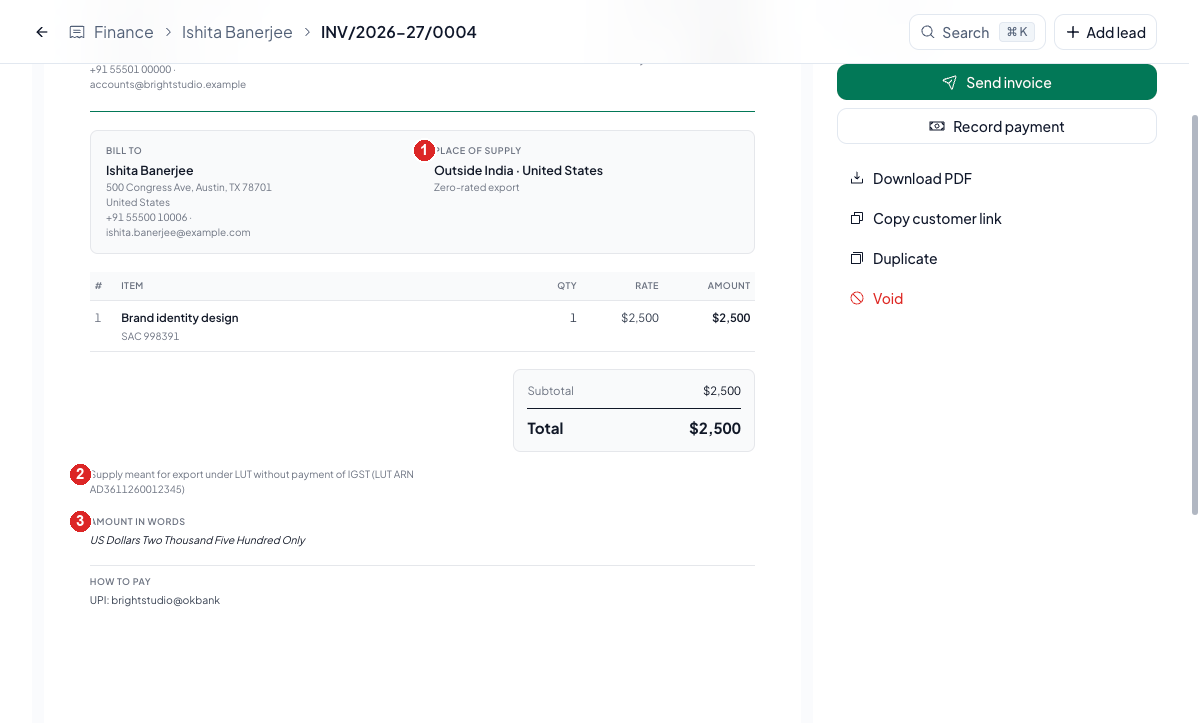 Finance > Ishita Banerjee > INV/2026-27/0004
Search ⌘ K
+ Add lead
+91 55501 00000 ·
accounts@brightstudio.example
BILL TO
Ishita Banerjee
500 Congress Ave, Austin, TX 78701
United States
+91 55500 10006 ·
ishita.banerjee@example.com
1
PLACE OF SUPPLY
Outside India · United States
Zero-rated export
# ITEM QTY RATE AMOUNT
1 Brand identity design 1 $2,500 $2,500
SAC 998391
Subtotal $2,500
Total $2,500
2
Supply meant for export under LUT without payment of IGST (LUT ARN
AD3611260012345)
3
AMOUNT IN WORDS
US Dollars Two Thousand Five Hundred Only
HOW TO PAY
UPI: brightstudio@okbank
Send invoice
Record payment
Download PDF
Copy customer link
Duplicate
Void